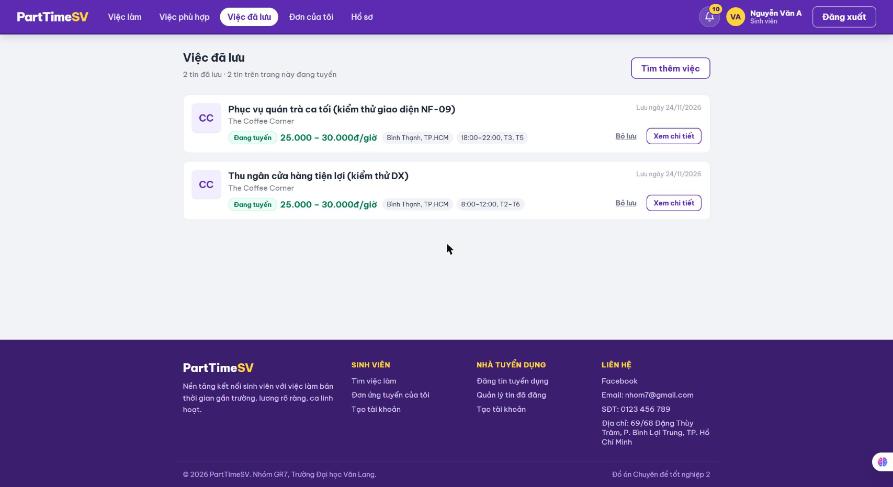 PartTimeSV
Việc làm
Việc phù hợp
Việc đã lưu
Đơn của tôi
Hồ sơ
10
VA
Nguyễn Văn A
Sinh viên
Đăng xuất
Việc đã lưu
2 tin đã lưu · 2 tin trên trang này đang tuyển
Tìm thêm việc
CC
Phục vụ quán trà ca tối (kiểm thử giao diện NF-09)
Lưu ngày 24/11/2026
The Coffee Corner
Đang tuyển
25.000 – 30.000đ/giờ
Bình Thạnh, TP.HCM
18:00–22:00, T3, T5
Bỏ lưu
Xem chi tiết
CC
Thu ngân cửa hàng tiện lợi (kiểm thử DX)
Lưu ngày 24/11/2026
The Coffee Corner
Đang tuyển
25.000 – 30.000đ/giờ
Bình Thạnh, TP.HCM
8:00–12:00, T2–T6
Bỏ lưu
Xem chi tiết
PartTimeSV
Nền tảng kết nối sinh viên với việc làm bán
thời gian gần trường, lương rõ ràng, ca linh
hoạt.
SINH VIÊN
Tìm việc làm
Đơn ứng tuyển của tôi
Tạo tài khoản
NHÀ TUYỂN DỤNG
Đăng tin tuyển dụng
Quản lý tin đã đăng
Tạo tài khoản
LIÊN HỆ
Facebook
Email: nhom7@gmail.com
SĐT: 0123 456 789
Địa chỉ: 69/68 Đặng Thùy
Trâm, P. Bình Lợi Trung, TP. Hồ
Chí Minh
© 2026 PartTimeSV. Nhóm GR7, Trường Đại học Văn Lang.
Đồ án Chuyên đề tốt nghiệp 2